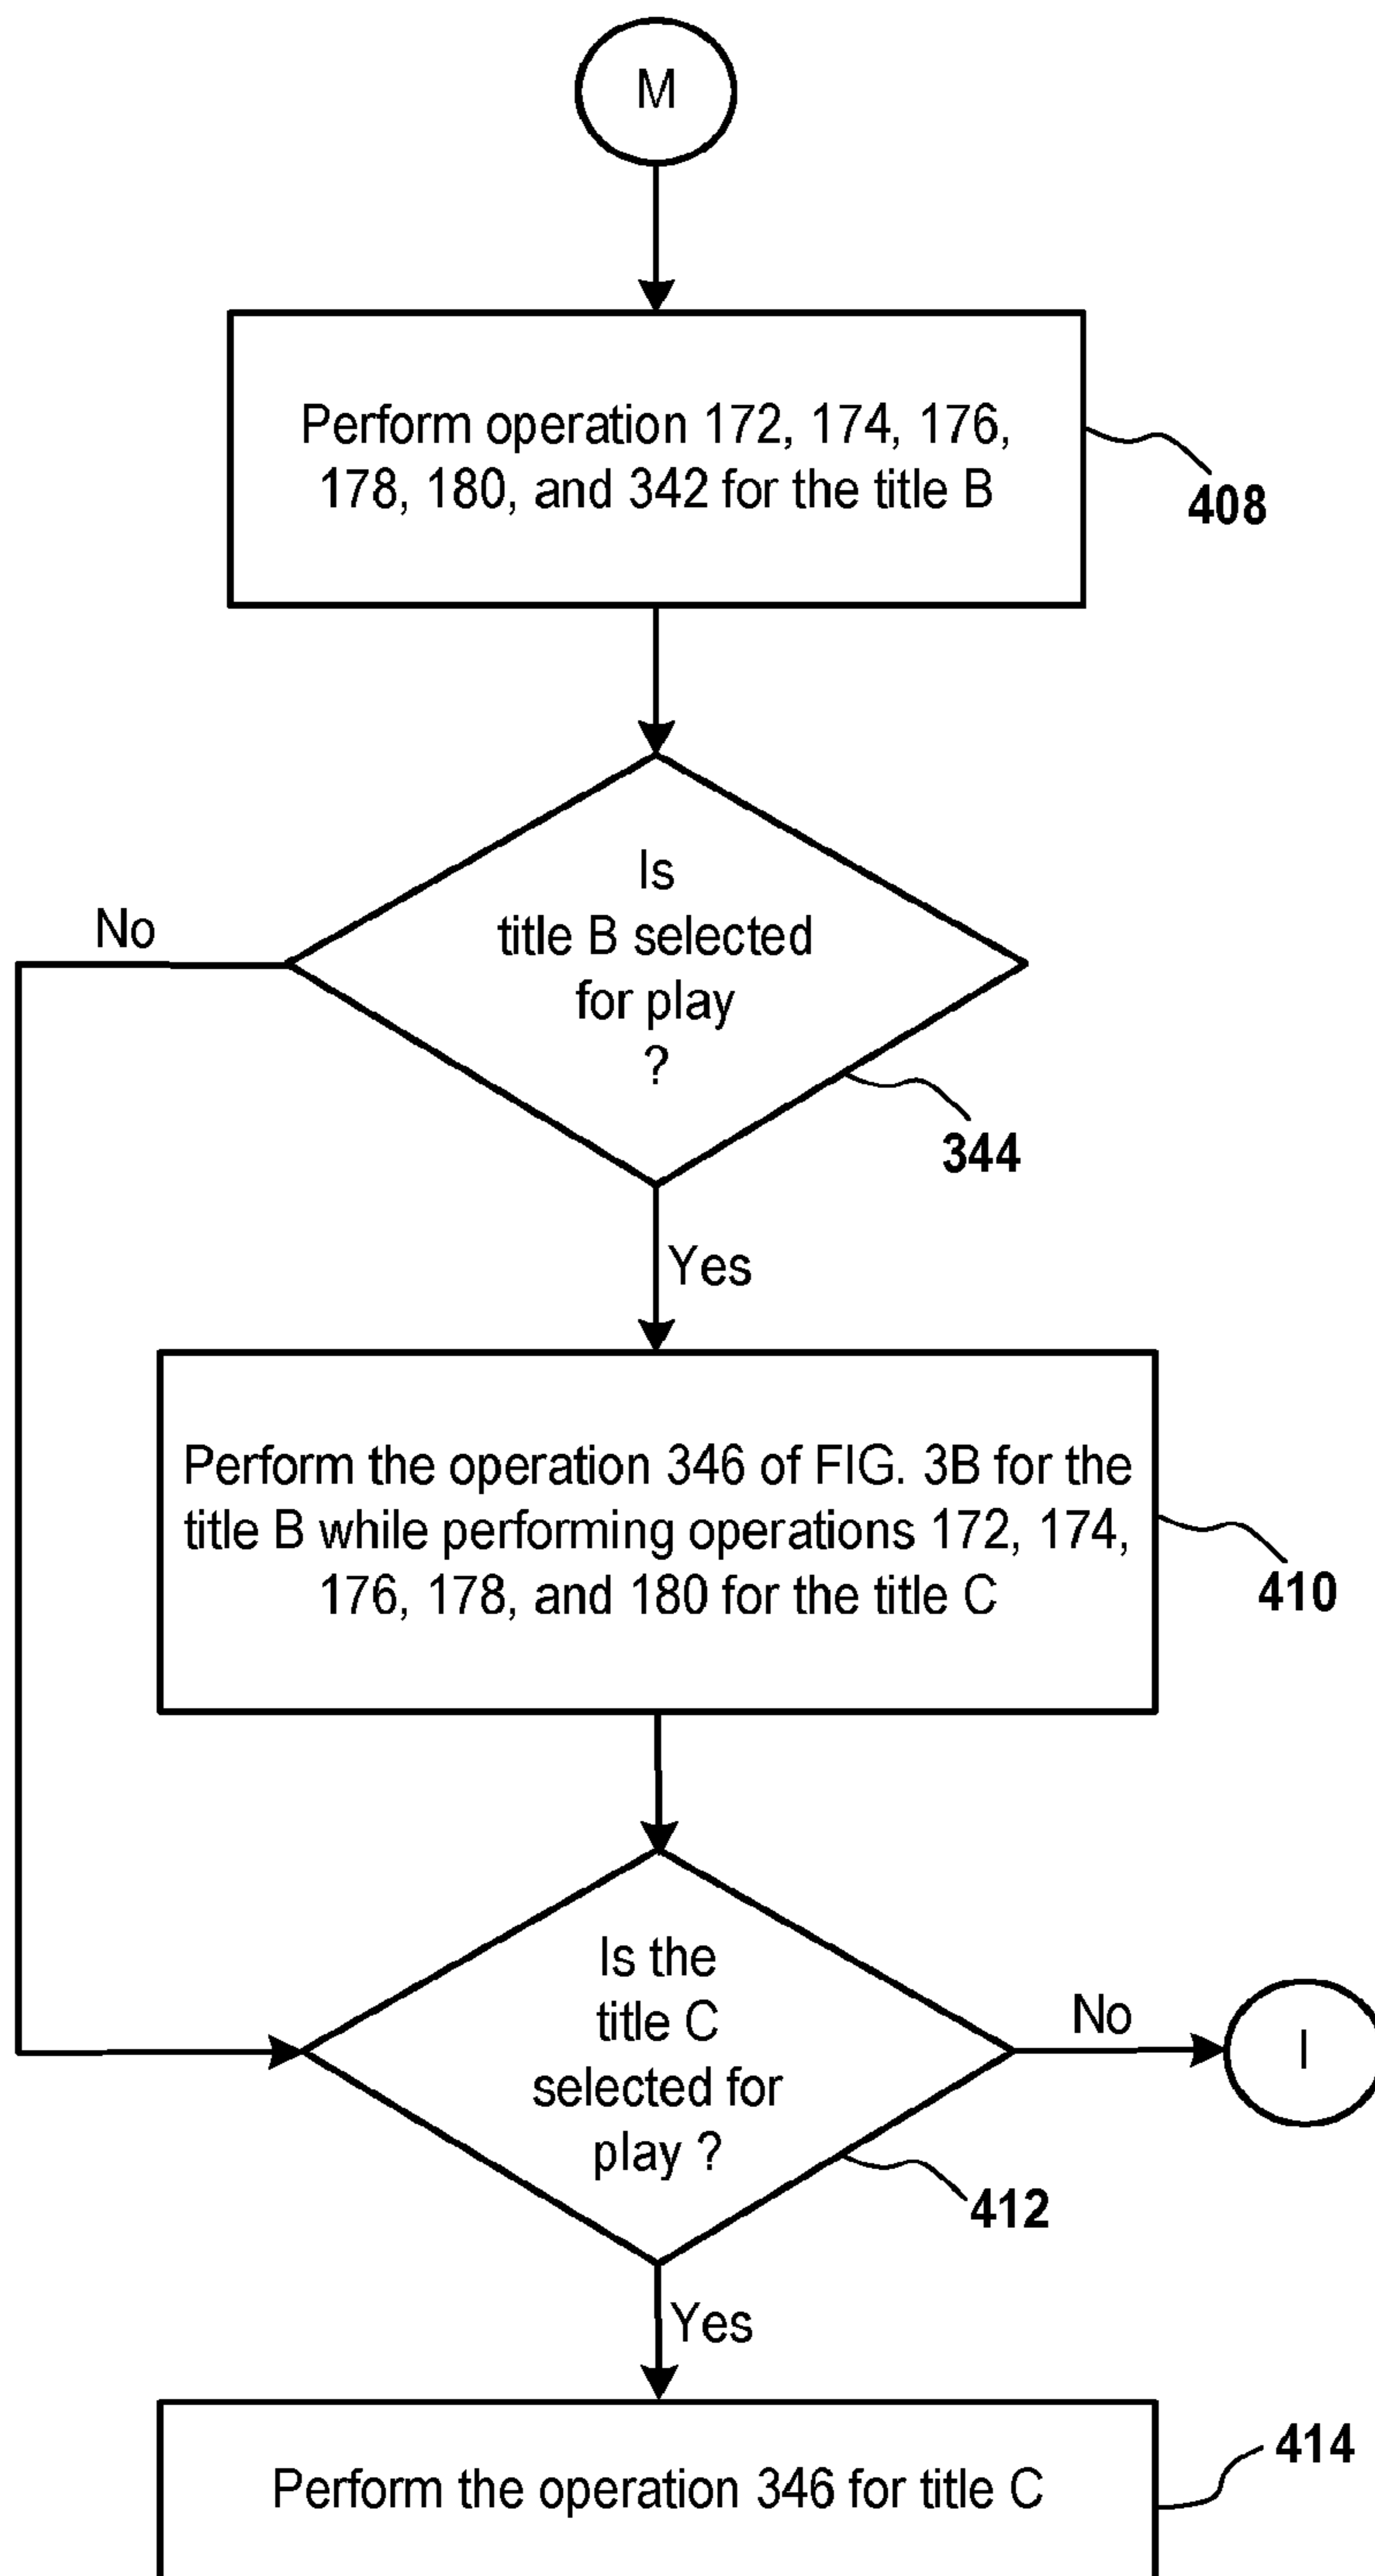 M
Perform operation 172, 174, 176,
178, 180, and 342 for the title B
408
Is
title B selected
for play
?
No
344
Yes
Perform the operation 346 of FIG. 3B for the
title B while performing operations 172, 174,
176, 178, and 180 for the title C
410
Is the
title C
selected for
play ?
No
I
412
Yes
Perform the operation 346 for title C
414